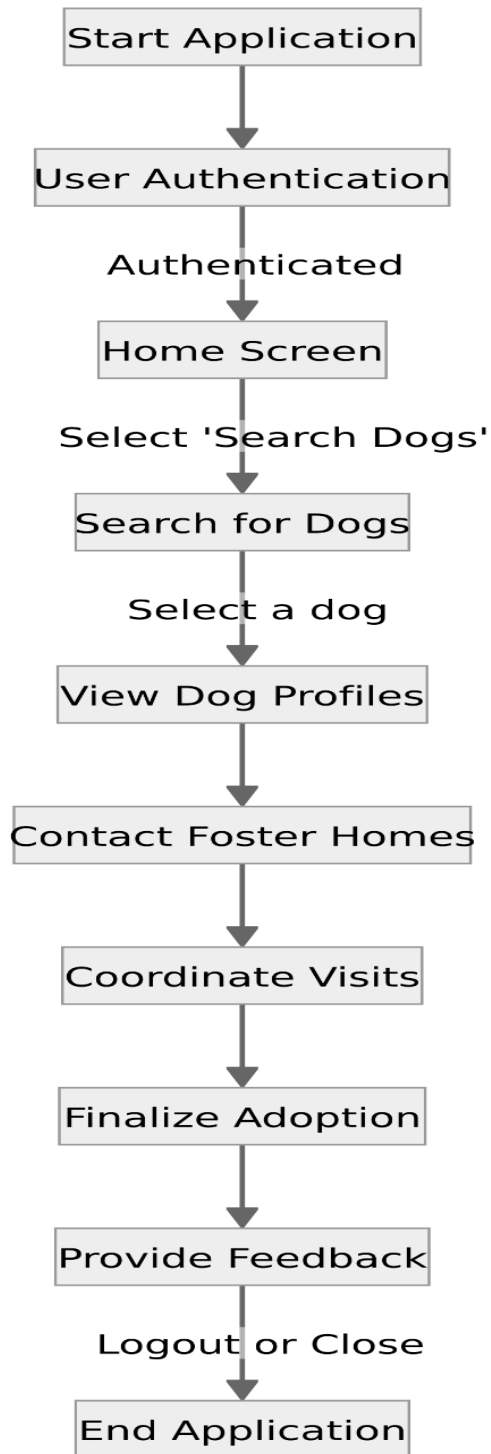 Start Application
User Authentication
Authenticated
Home Screen
Select 'Search Dogs'
Search for Dogs
Select a dog
View Dog Profiles
Contact Foster Homes
Coordinate Visits
Finalize Adoption
Provide Feedback
Logout or Close
End Application